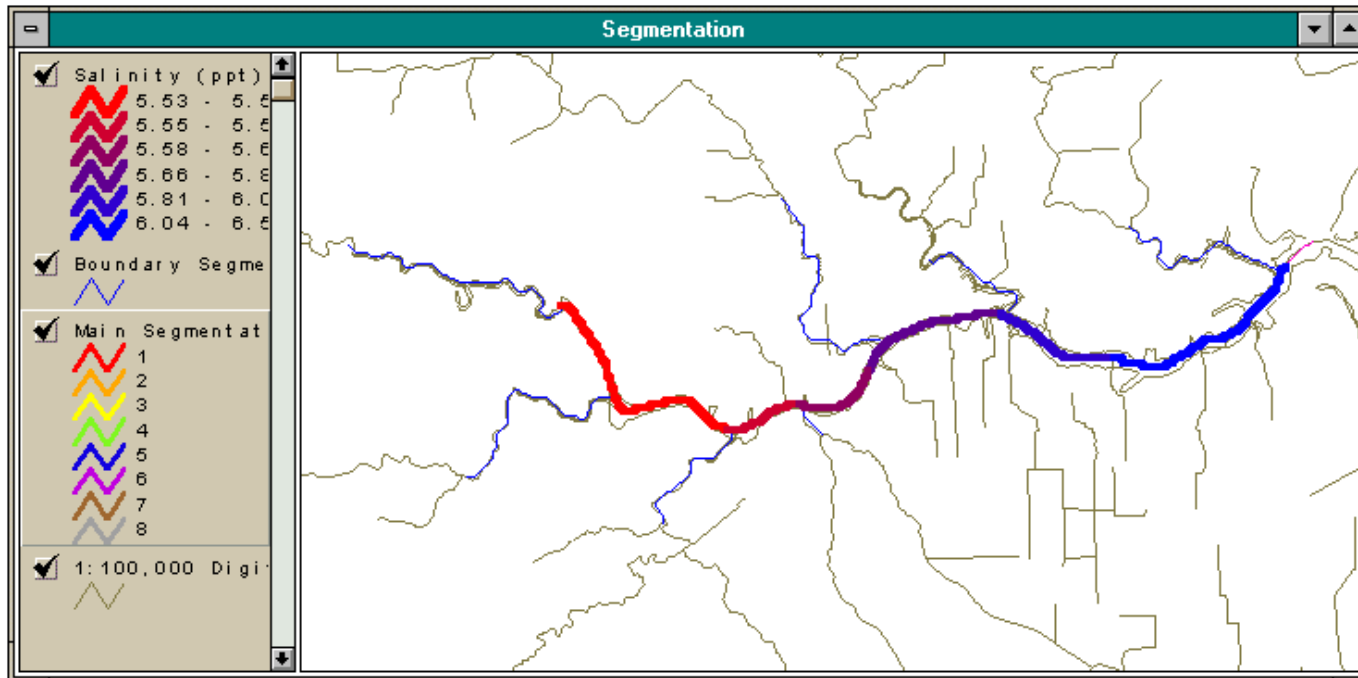 Segmentation
Salinity (ppt)
5.53 - 5.5
5.55 - 5.5
5.58 - 5.6
5.66 - 5.8
5.81 - 6.0
6.04 - 6.5
Boundary Segme
Main Segmentat
1
2
3
4
5
6
7
8
1:100,000 Digi